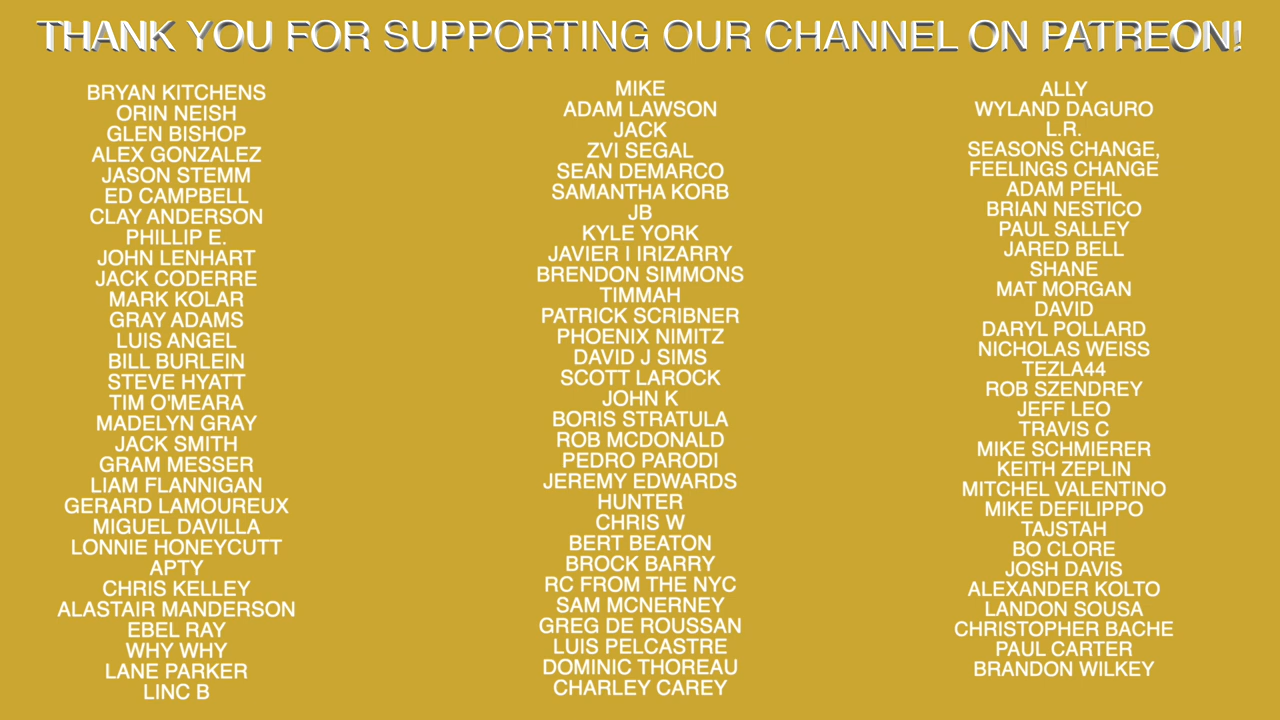 THANK YOU FOR SUPPORTING OUR CHANNEL ON PATREON!
BRYAN KITCHENS
ORIN NEISH
GLEN BISHOP
ALEX GONZALEZ
JASON STEMM
ED CAMPBELL
CLAY ANDERSON
PHILLIP E.
JOHN LENHART
JACK CODERRE
MARK KOLAR
GRAY ADAMS
LUIS ANGEL
BILL BURLEIN
STEVE HYATT
TIM O'MEARA
MADELYN GRAY
JACK SMITH
GRAM MESSER
LIAM FLANNIGAN
GERARD LAMOUREUX
MIGUEL DAVILLA
LONNIE HONEYCUTT
APTY
CHRIS KELLEY
ALASTAIR MANDERSON
EBEL RAY
WHY WHY
LANE PARKER
LINC B
MIKE
ADAM LAWSON
JACK
ZVI SEGAL
SEAN DEMARCO
SAMANTHA KORB
JB
KYLE YORK
JAVIER I IRIZARRY
BRENDON SIMMONS
TIMMAH
PATRICK SCRIBNER
PHOENIX NIMITZ
DAVID J SIMS
SCOTT LAROCK
JOHN K
BORIS STRATULA
ROB MCDONALD
PEDRO PARODI
JEREMY EDWARDS
HUNTER
CHRIS W
BERT BEATON
BROCK BARRY
RC FROM THE NYC
SAM MCNERNEY
GREG DE ROUSSAN
LUIS PELCASTRE
DOMINIC THOREAU
CHARLEY CAREY
ALLY
WYLAND DAGURO
L.R.
SEASONS CHANGE,
FEELINGS CHANGE
ADAM PEHL
BRIAN NESTICO
PAUL SALLEY
JARED BELL
SHANE
MAT MORGAN
DAVID
DARYL POLLARD
NICHOLAS WEISS
TEZLA44
ROB SZENDREY
JEFF LEO
TRAVIS C
MIKE SCHMIERER
KEITH ZEPLIN
MITCHEL VALENTINO
MIKE DEFILIPPO
TAJSTAH
BO CLORE
JOSH DAVIS
ALEXANDER KOLTO
LANDON SOUSA
CHRISTOPHER BACHE
PAUL CARTER
BRANDON WILKEY